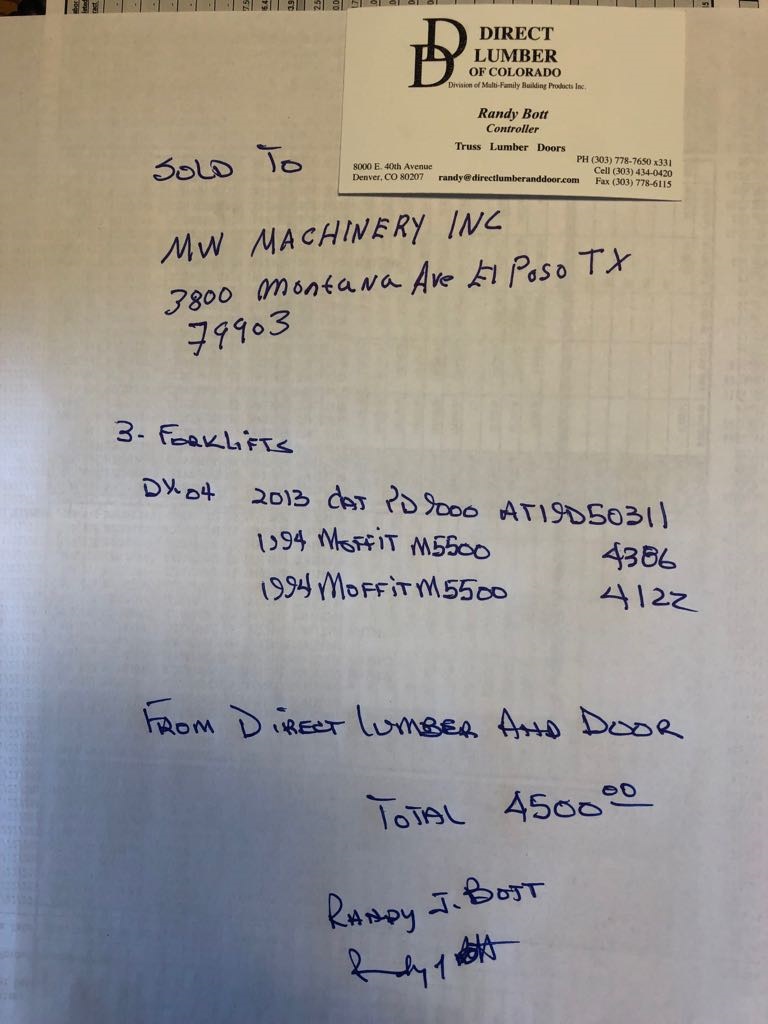 DIRECT
LUMBER
OF COLORADO
Division of Multi-Family Building Products Inc.
Randy Bott
Controller
Truss Lumber Doors
8000 E. 40th Avenue
Denver, CO 80207
randy@directlumberanddoor.com
PH (303) 778-7650 x331
Cell (303) 434-0420
Fax (303) 778-6115
SOLD TO
MW MACHINERY INC
3800 Montana Ave El Poso TX
79903
3- FORKLIFTS
2013 CAT PD9000 AT19D50311
1994 MOFFIT M5500 4386
1994 MOFFIT M5500 4122
FROM DIRECT LUMBER AND DOOR
TOTAL 4500 00
RANDY J. BOTT